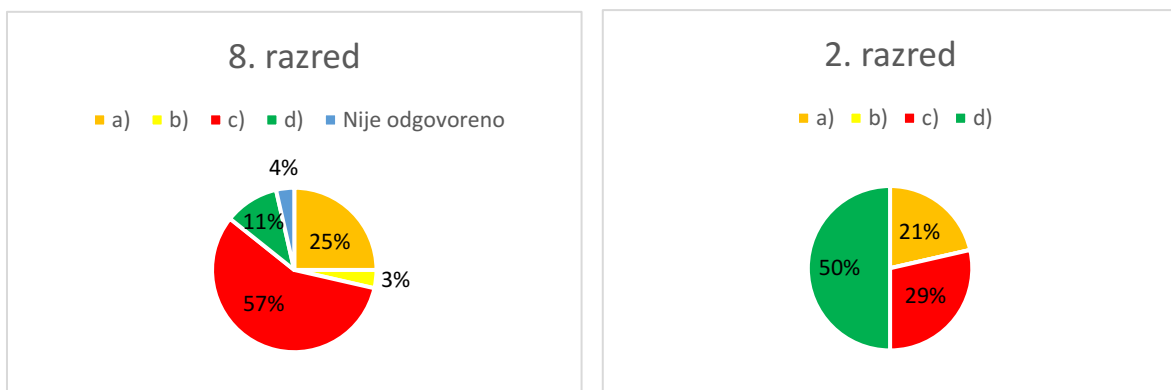 8. razred
a) b) c) d) Nije odgovoreno
4%
11%
25%
3%
57%
2. razred
a) b) c) d)
21%
50%
29%